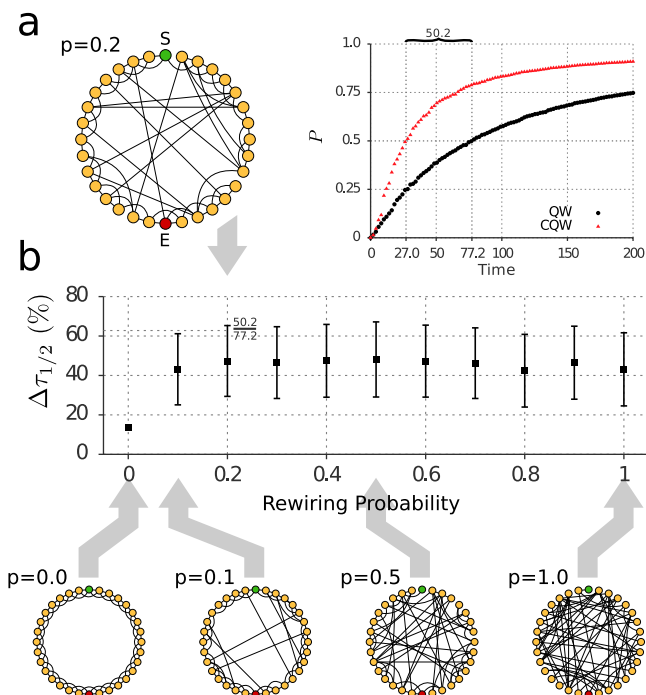 a
p=0.2
S
E
50.2
P
1.0
0.75
0.5
0.25
0
QW
CQW
0 27.0 50 77.2 100 150 200
Time
b
Δτ1/2 (%)
80
60
40
20
0
50.2
77.2
0 0.2 0.4 0.6 0.8 1
Rewiring Probability
p=0.0 p=0.1 p=0.5 p=1.0